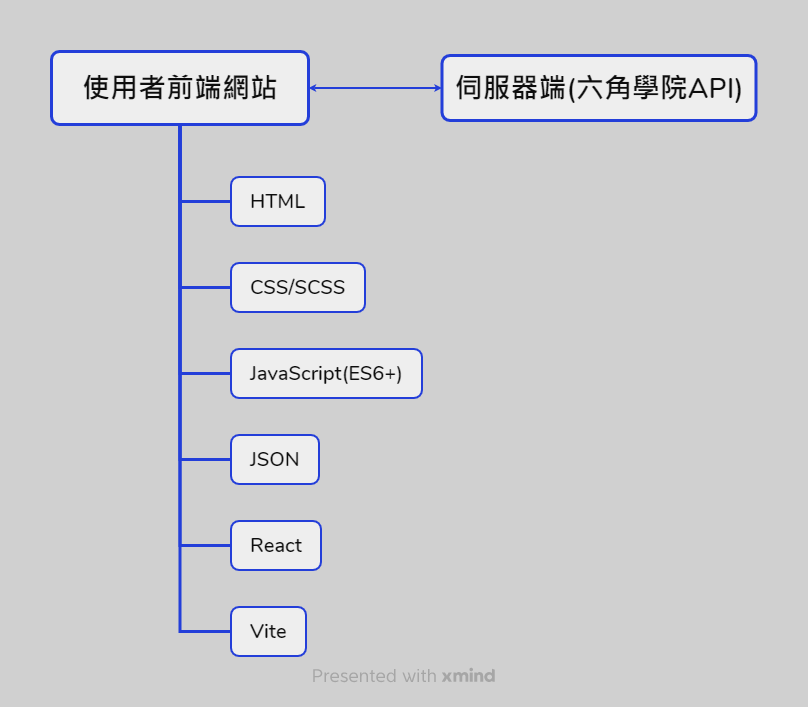 使用者前端網站
伺服器端(六角學院API)
HTML
CSS/SCSS
JavaScript(ES6+)
JSON
React
Vite
Presented with xmind